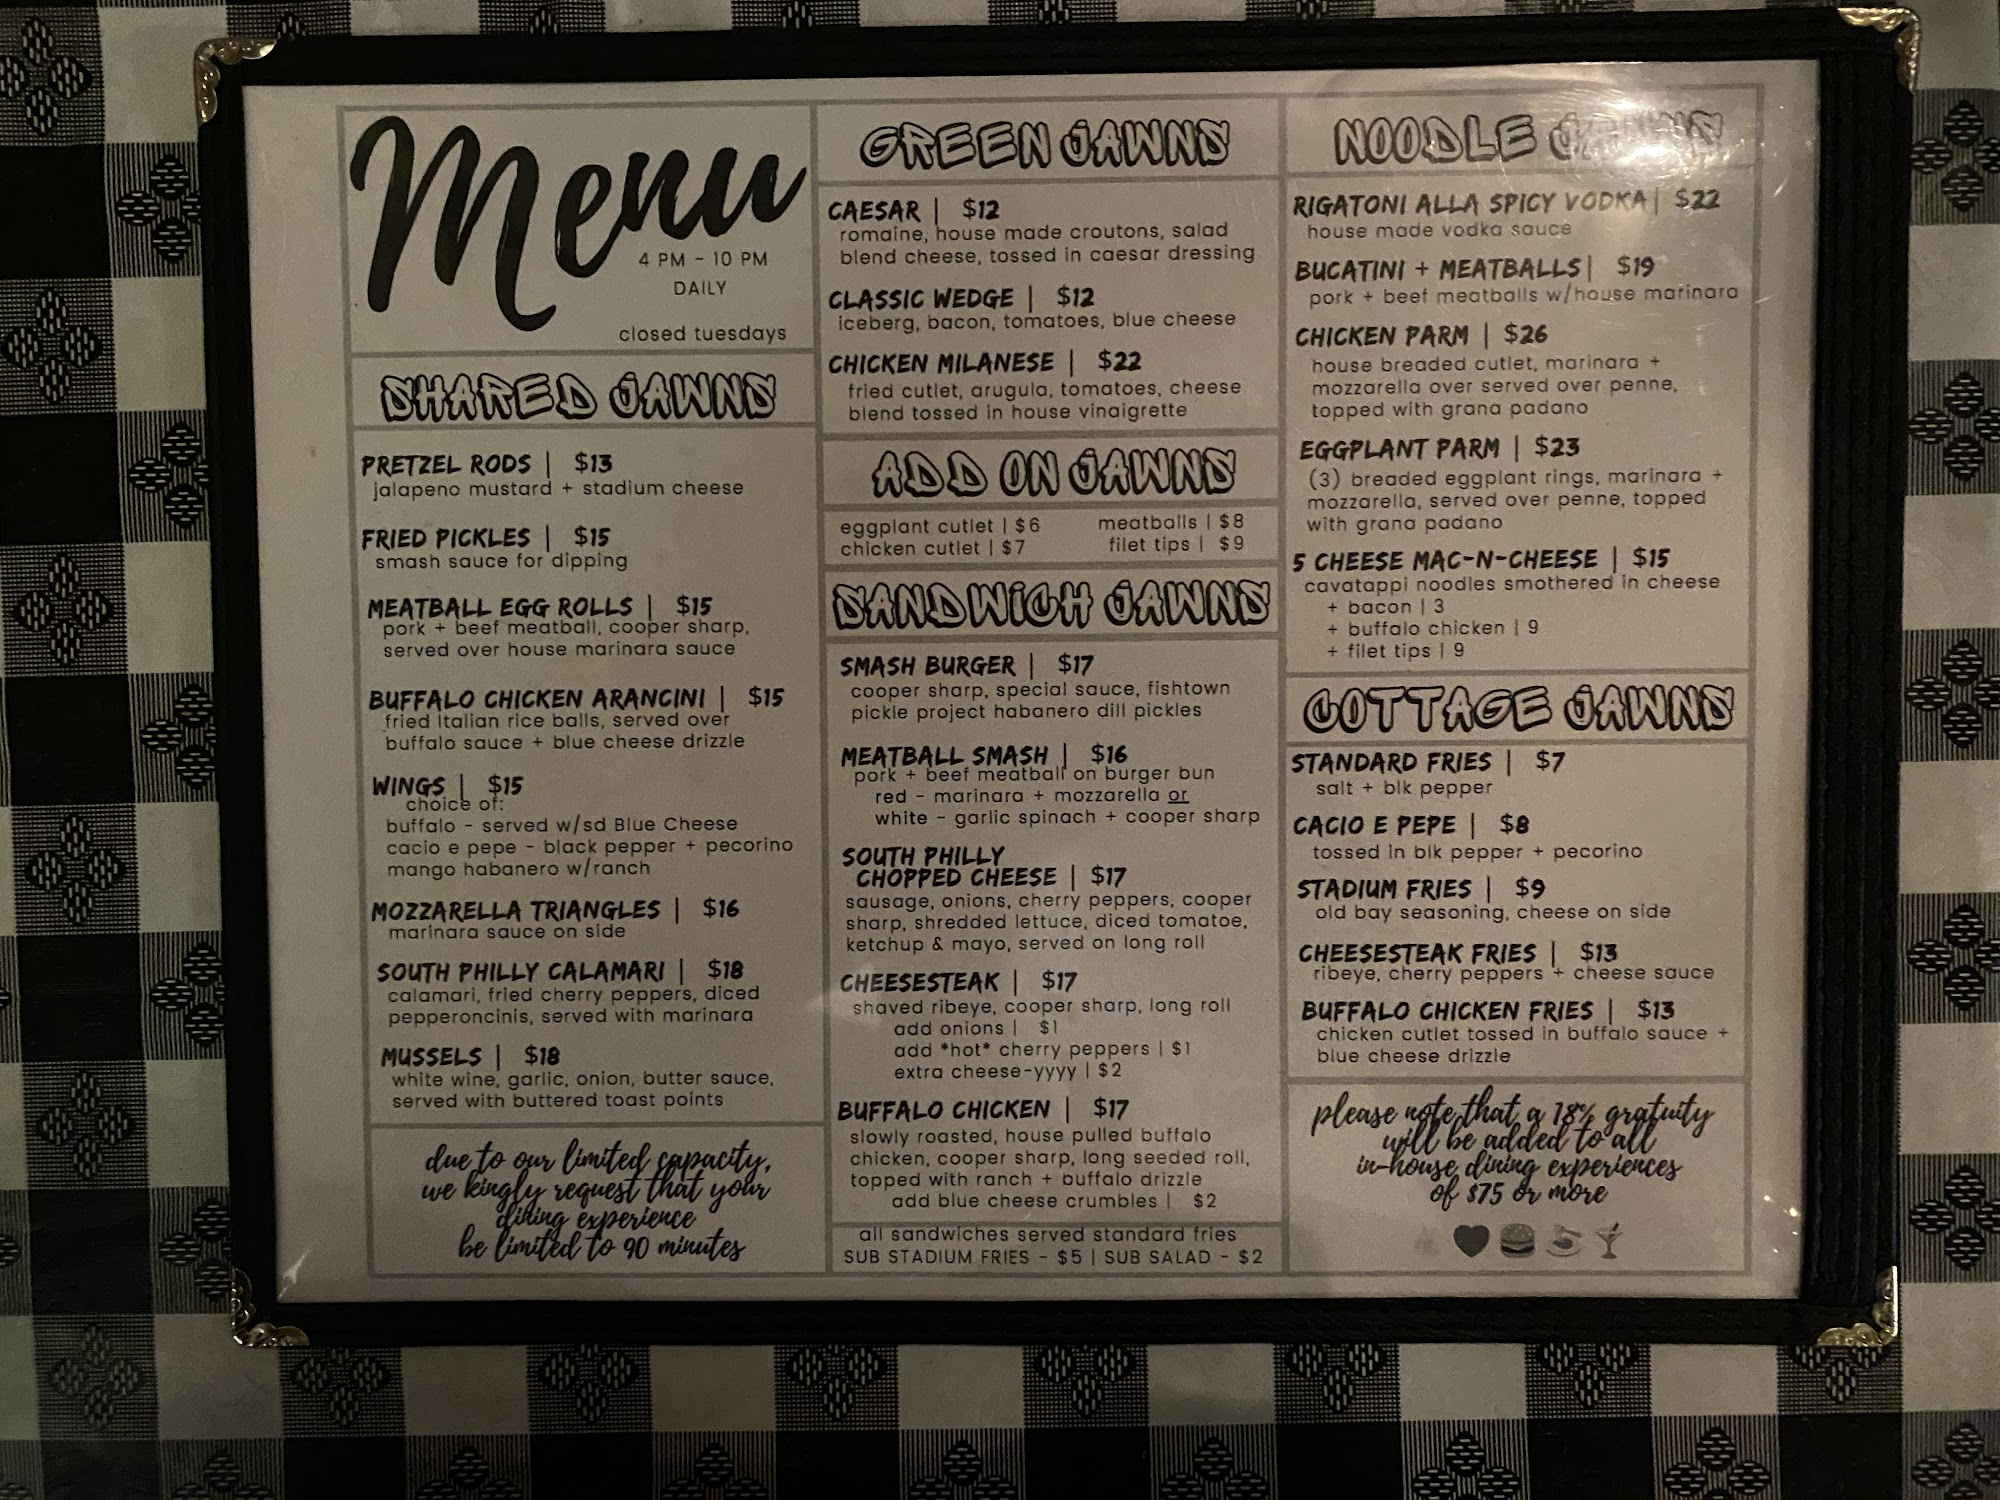 Menu
4 PM - 10 PM
DAILY
closed tuesdays
SHARED JAWNS
PRETZEL RODS | $13
jalapeno mustard + stadium cheese
FRIED PICKLES | $15
smash sauce for dipping
MEATBALL EGG ROLLS | $15
pork + beef meatball, cooper sharp,
served over house marinara sauce
BUFFALO CHICKEN ARANCINI | $15
fried Italian rice balls, served over
buffalo sauce + blue cheese drizzle
WINGS | $15
choice of:
buffalo - served w/sd Blue Cheese
cacio e pepe - black pepper + pecorino
mango habanero w/ranch
MOZZARELLA TRIANGLES | $16
marinara sauce on side
SOUTH PHILLY CALAMARI | $18
calamari, fried cherry peppers, diced
pepperoncinis, served with marinara
MUSSELS | $18
white wine, garlic, onion, butter sauce,
served with buttered toast points
due to our limited capacity,
we kingly request that your
dining experience
be limited to 90 minutes
GREEN JAWNS
CAESAR | $12
romaine, house made croutons, salad
blend cheese, tossed in caesar dressing
CLASSIC WEDGE | $12
iceberg, bacon, tomatoes, blue cheese
CHICKEN MILANESE | $22
fried cutlet, arugula, tomatoes, cheese
blend tossed in house vinaigrette
ADD ON JAWNS
eggplant cutlet | $6 meatballs | $8
chicken cutlet | $7 filet tips | $9
SANDWICH JAWNS
SMASH BURGER | $17
cooper sharp, special sauce, fishtown
pickle project habanero dill pickles
MEATBALL SMASH | $16
pork + beef meatball on burger bun
red - marinara + mozzarella or
white - garlic spinach + cooper sharp
SOUTH PHILLY
CHOPPED CHEESE | $17
sausage, onions, cherry peppers, cooper
sharp, shredded lettuce, diced tomatoe,
ketchup & mayo, served on long roll
CHEESESTEAK | $17
shaved ribeye, cooper sharp, long roll
add onions | $1
add *hot* cherry peppers | $1
extra cheese-yyyy | $2
BUFFALO CHICKEN | $17
slowly roasted, house pulled buffalo
chicken, cooper sharp, long seeded roll,
topped with ranch + buffalo drizzle
add blue cheese crumbles | $2
all sandwiches served standard fries
SUB STADIUM FRIES - $5 | SUB SALAD - $2
NOODLE JAWNS
RIGATONI ALLA SPICY VODKA | $22
house made vodka sauce
BUCATINI + MEATBALLS | $19
pork + beef meatballs w/house marinara
CHICKEN PARM | $26
house breaded cutlet, marinara +
mozzarella over served over penne,
topped with grana padano
EGGPLANT PARM | $23
(3) breaded eggplant rings, marinara +
mozzarella, served over penne, topped
with grana padano
5 CHEESE MAC-N-CHEESE | $15
cavatappi noodles smothered in cheese
+ bacon | 3
+ buffalo chicken | 9
+ filet tips | 9
COTTAGE JAWNS
STANDARD FRIES | $7
salt + blk pepper
CACIO E PEPE | $8
tossed in blk pepper + pecorino
STADIUM FRIES | $9
old bay seasoning, cheese on side
CHEESESTEAK FRIES | $13
ribeye, cherry peppers + cheese sauce
BUFFALO CHICKEN FRIES | $13
chicken cutlet tossed in buffalo sauce +
blue cheese drizzle
please note that a 18% gratuity
will be added to all
in-house dining experiences
of $75 or more